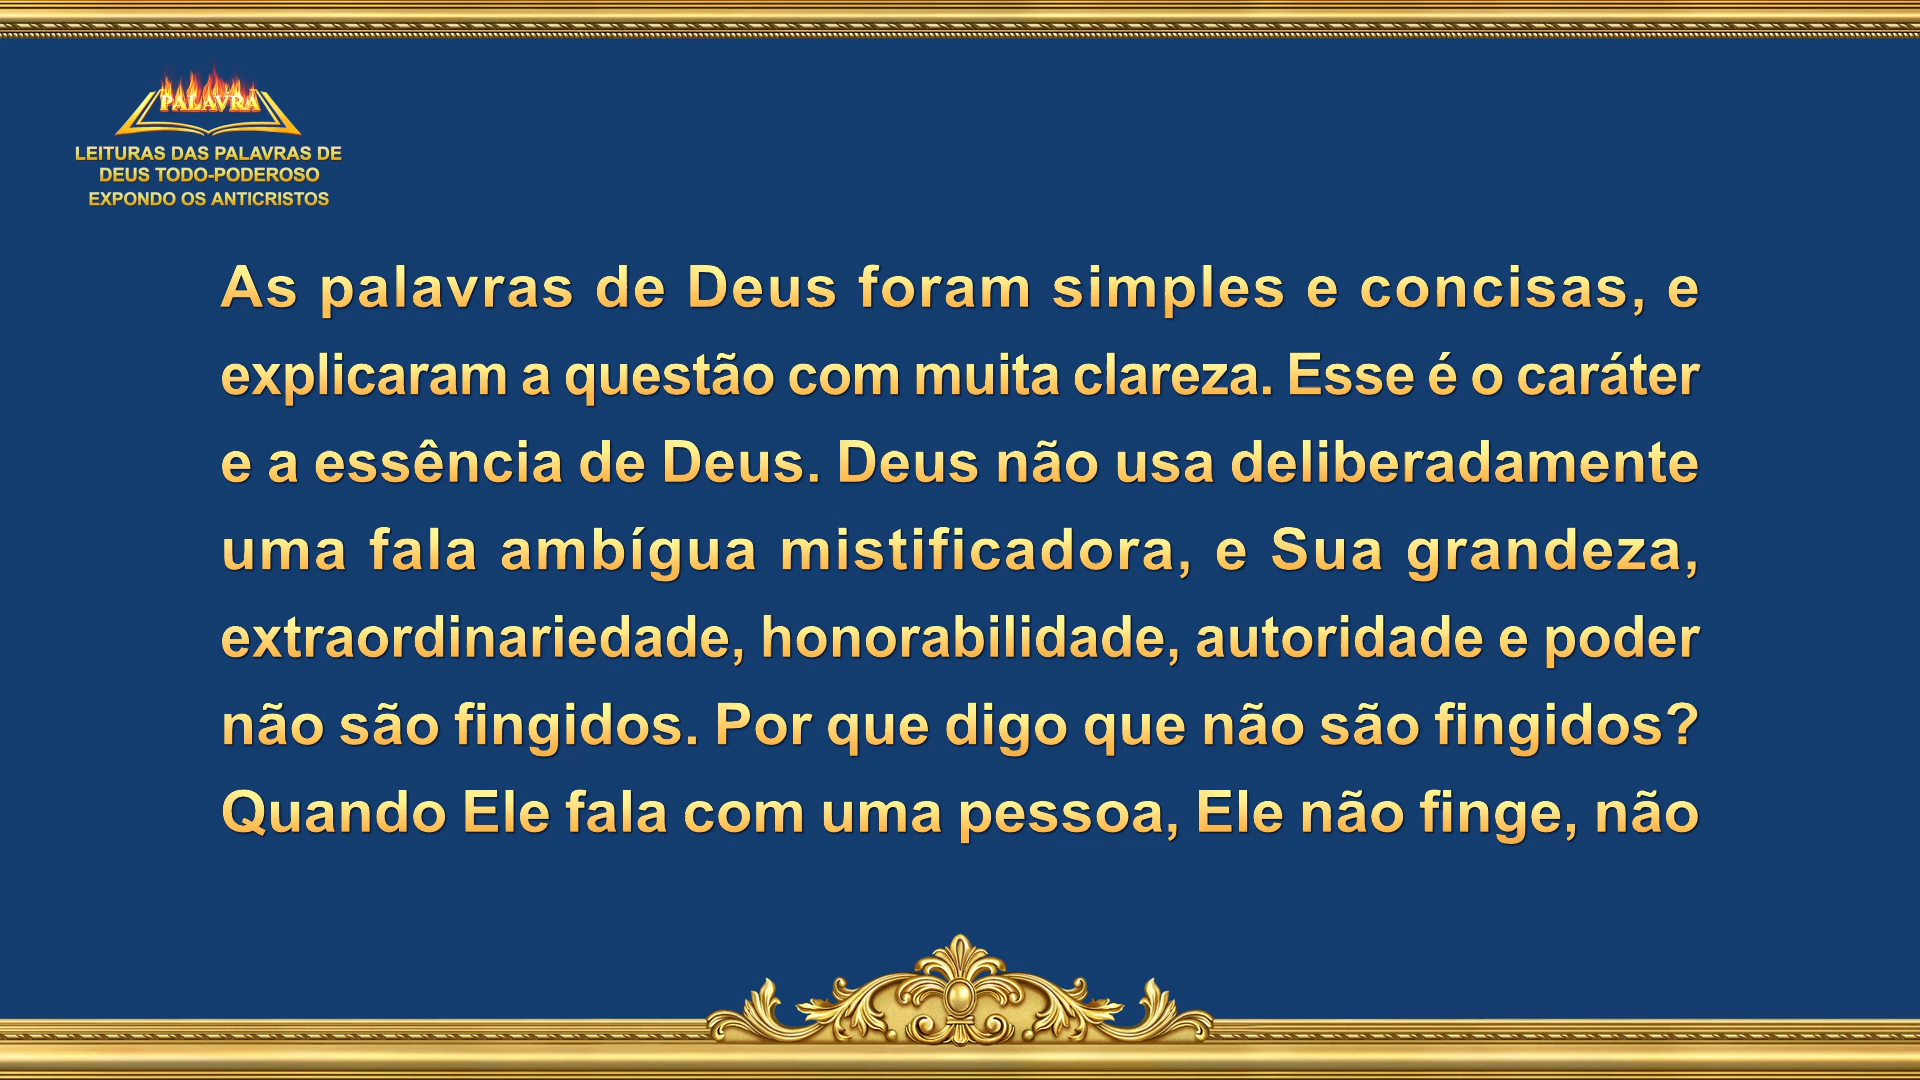 PALAVRA
LEITURAS DAS PALAVRAS DE
DEUS TODO-PODEROSO
EXPONDO OS ANTICRISTOS
As palavras de Deus foram simples e concisas, e
explicaram a questão com muita clareza. Esse é o caráter
e a essência de Deus. Deus não usa deliberadamente
uma fala ambígua mistificadora, e Sua grandeza,
extraordinariedade, honorabilidade, autoridade e poder
não são fingidos. Por que digo que não são fingidos?
Quando Ele fala com uma pessoa, Ele não finge, não